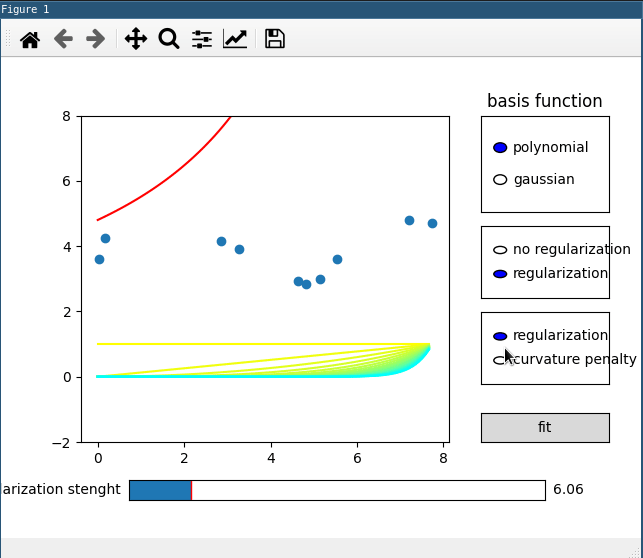 Figure 1
basis function
polynomial
gaussian
no regularization
regularization
regularization
curvature penalty
fit
8
6
4
2
0
−2
0 2 4 6 8
larization stenght 6.06